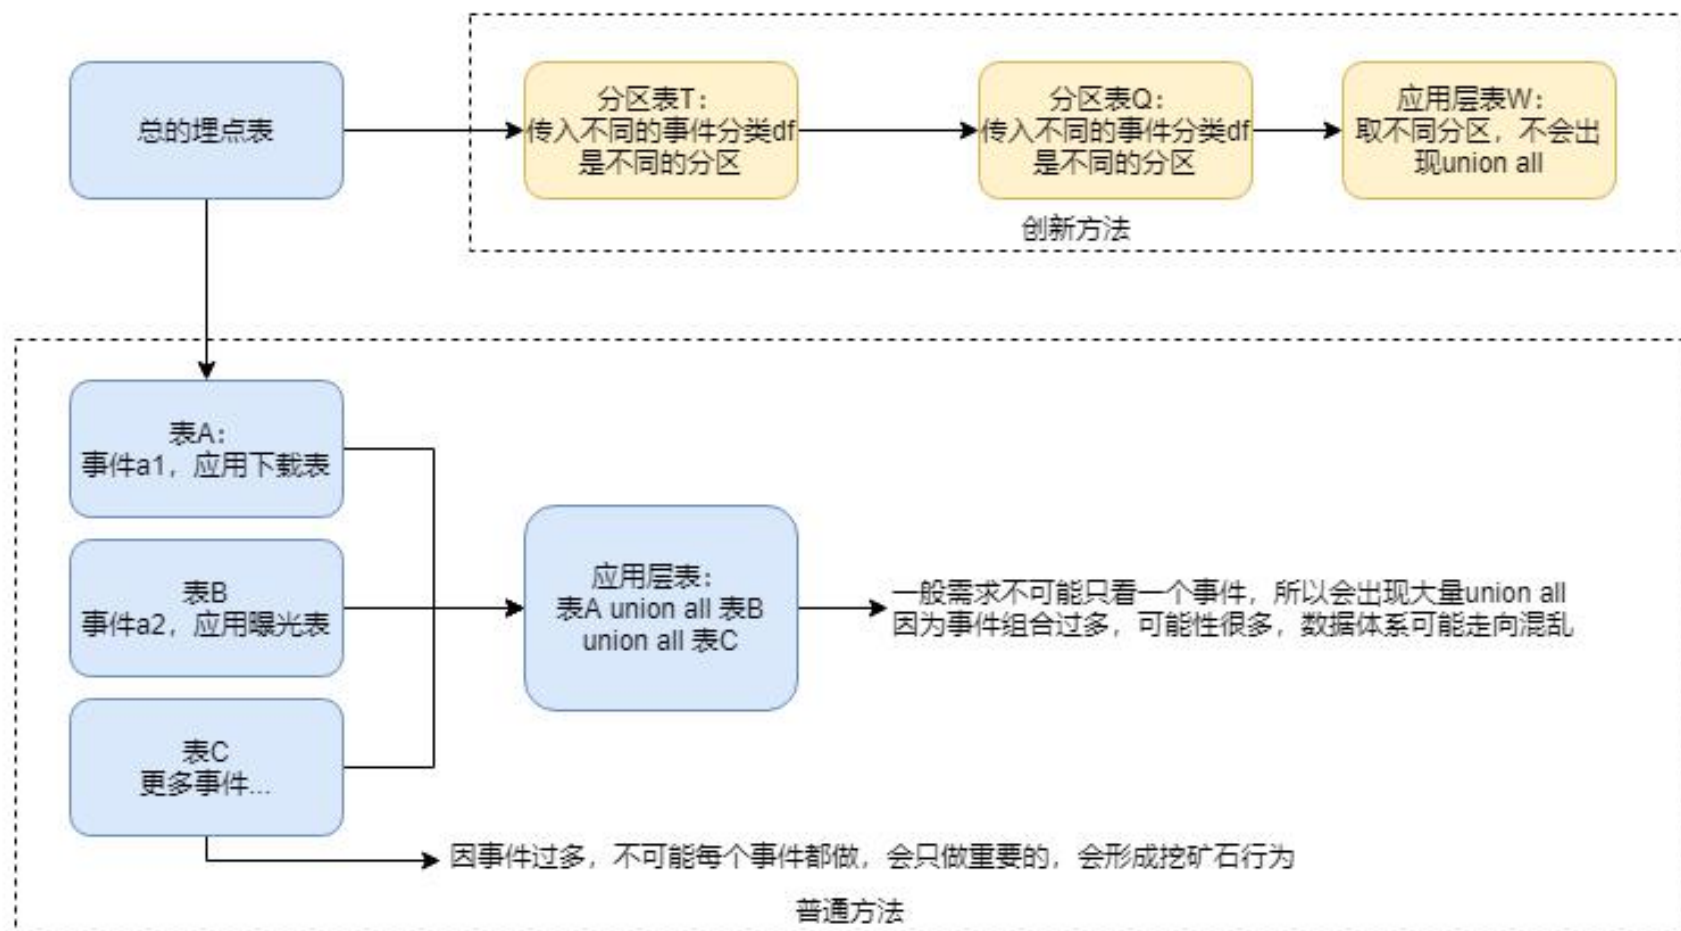 总的埋点表
分区表T：
传入不同的事件分类df
是不同的分区
分区表Q：
传入不同的事件分类df
是不同的分区
应用层表W：
取不同分区，不会出
现union all
创新方法
表A：
事件a1，应用下载表
表B
事件a2，应用曝光表
表C
更多事件...
应用层表：
表A union all 表B
union all 表C
一般需求不可能只看一个事件，所以会出现大量union all
因为事件组合过多，可能性很多，数据体系可能走向混乱
因事件过多，不可能每个事件都做，会只做重要的，会形成挖矿石行为
普通方法